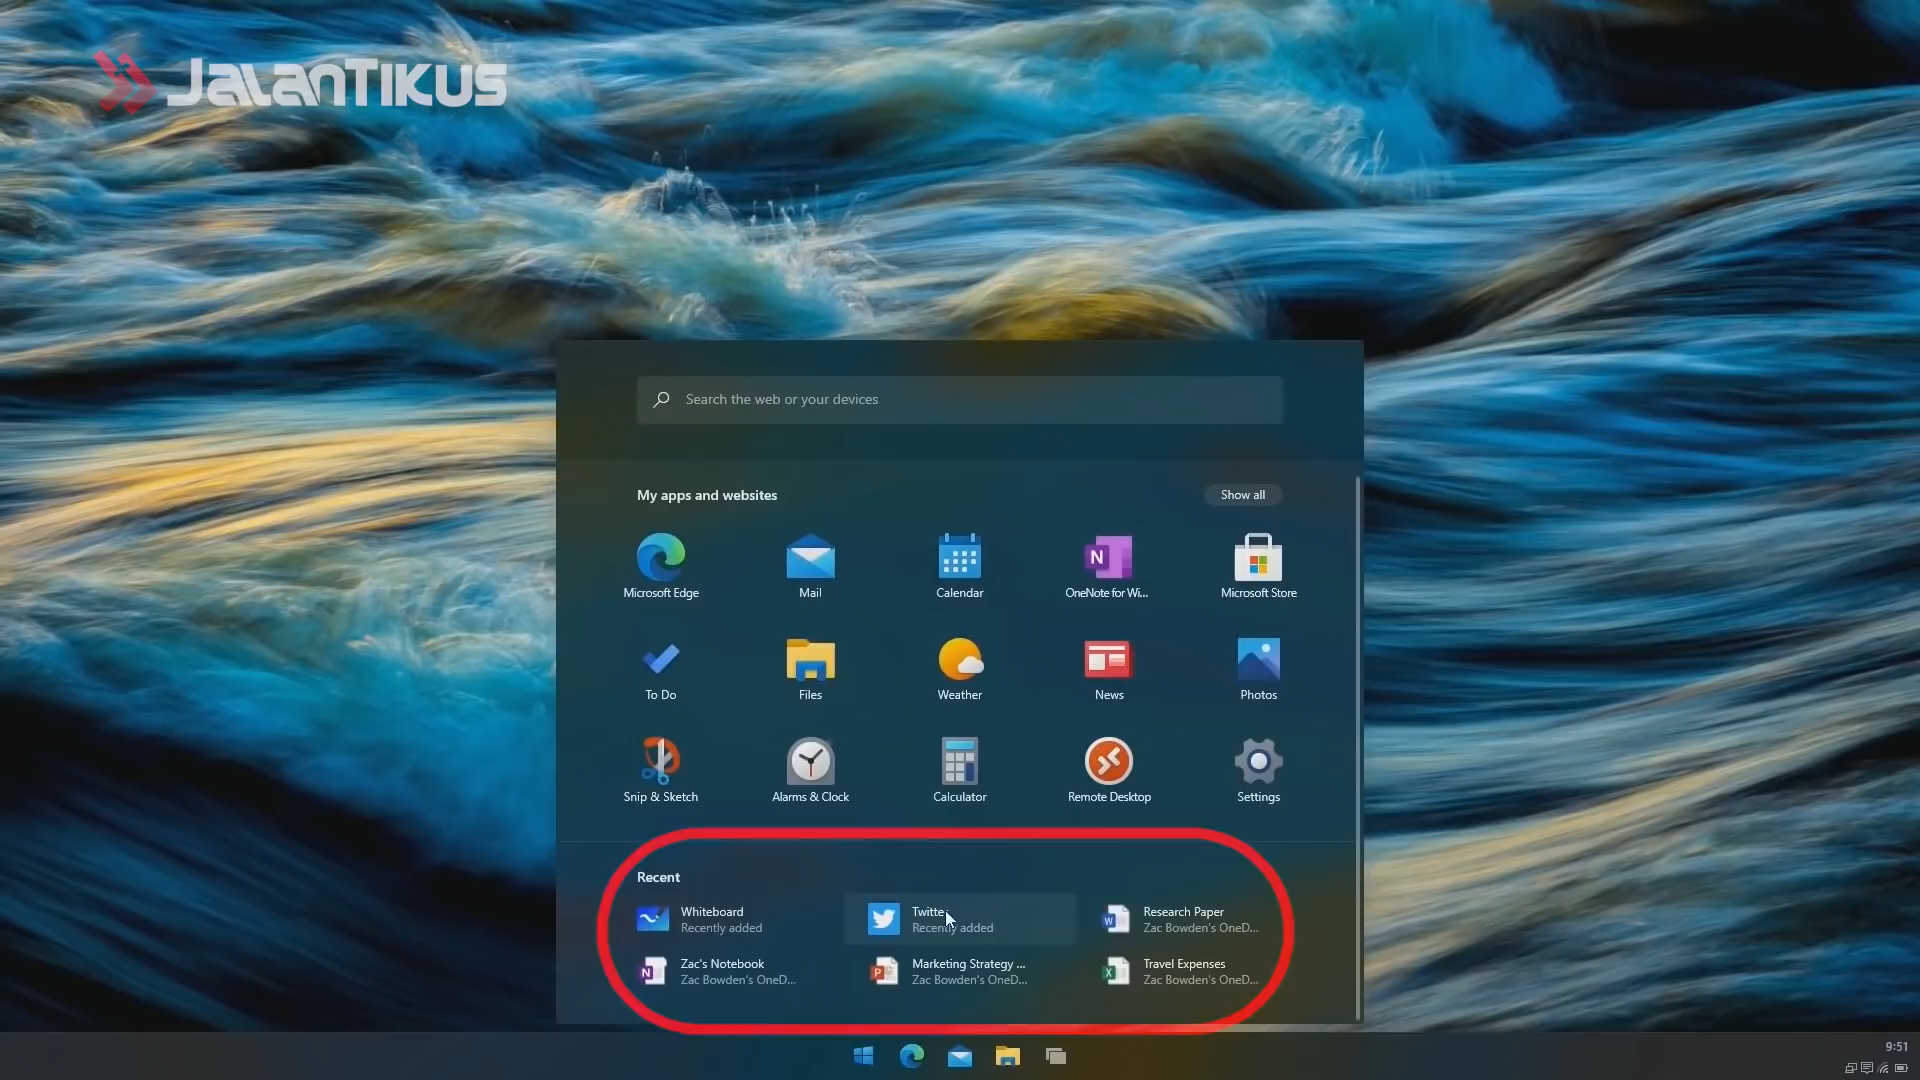 JALANTIKUS
Search the web or your devices
My apps and websites
Show all
Microsoft Edge
Mail
Calendar
OneNote for Wi...
Microsoft Store
To Do
Files
Weather
News
Photos
Snip & Sketch
Alarms & Clock
Calculator
Remote Desktop
Settings
Recent
Whiteboard
Recently added
Twitte
Recently added
Research Paper
Zac Bowden's OneD...
Zac's Notebook
Zac Bowden's OneD...
Marketing Strategy ...
Zac Bowden's OneD...
Travel Expenses
Zac Bowden's OneD...
9:51